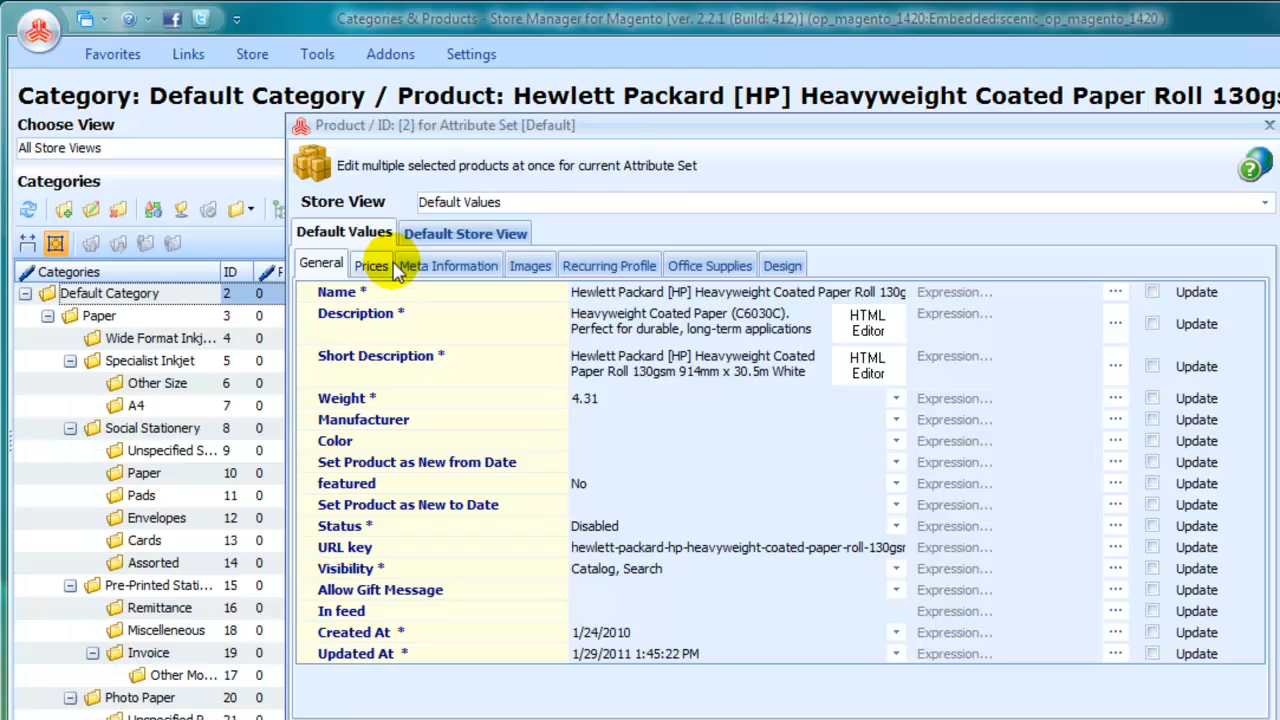 Categories & Products - Store Manager for Magento [ver. 2.2.1 (Build: 412)] (op_magento_1420:Embedded:scenic_op_magento_1420)
Favorites Links Store Tools Addons Settings
Category: Default Category / Product: Hewlett Packard [HP] Heavyweight Coated Paper Roll 130gs
Choose View
All Store Views
Categories
Categories ID
Default Category 2 0
Paper 3 0
Wide Format Inkj... 4 0
Specialist Inkjet 5 0
Other Size 6 0
A4 7 0
Social Stationery 8 0
Unspecified S... 9 0
Paper 10 0
Pads 11 0
Envelopes 12 0
Cards 13 0
Assorted 14 0
Pre-Printed Stati... 15 0
Remittance 16 0
Miscelleneous 18 0
Invoice 19 0
Other Mo... 17 0
Photo Paper 20 0
Product / ID: [2] for Attribute Set [Default]
Edit multiple selected products at once for current Attribute Set
Store View Default Values
Default Values Default Store View
General Prices Meta Information Images Recurring Profile Office Supplies Design
Name * Hewlett Packard [HP] Heavyweight Coated Paper Roll 130g Expression... ... Update
Description * Heavyweight Coated Paper (C6030C). HTML Expression...
Perfect for durable, long-term applications Editor ... Update
Short Description * Hewlett Packard [HP] Heavyweight Coated HTML Expression...
Paper Roll 130gsm 914mm x 30.5m White Editor ... Update
Weight * 4.31 Expression... ... Update
Manufacturer Expression... ... Update
Color Expression... ... Update
Set Product as New from Date Expression... ... Update
featured No Expression... ... Update
Set Product as New to Date Expression... ... Update
Status * Disabled Expression... ... Update
URL key hewlett-packard-hp-heavyweight-coated-paper-roll-130gsr Expression... ... Update
Visibility * Catalog, Search Expression... ... Update
Allow Gift Message Expression... ... Update
In feed Expression... ... Update
Created At * 1/24/2010 Expression... ... Update
Updated At * 1/29/2011 1:45:22 PM Expression... ... Update